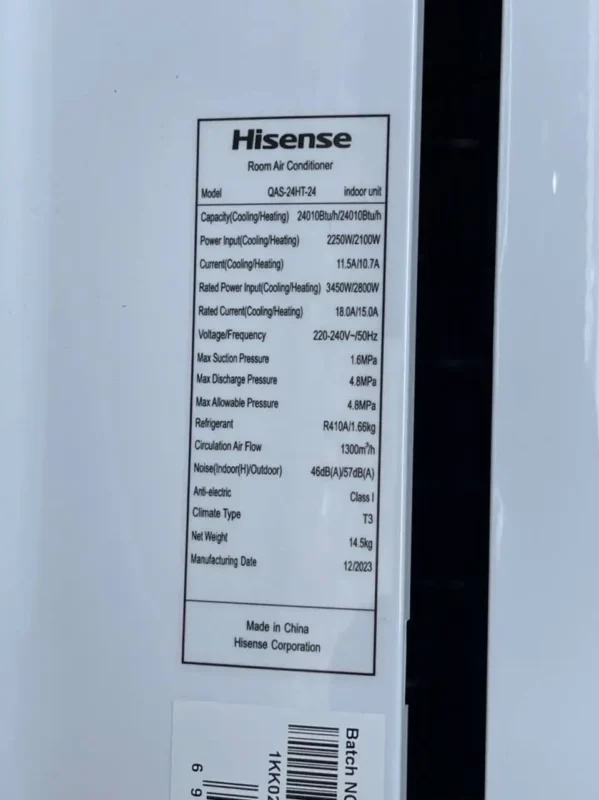 Hisense
Room Air Conditioner
Model QAS-24HT-24 indoor unit
Capacity(Cooling/Heating) 24010Btu/h/24010Btu/h
Power Input(Cooling/Heating) 2250W/2100W
Current(Cooling/Heating) 11.5A/10.7A
Rated Power Input(Cooling/Heating) 3450W/2800W
Rated Current(Cooling/Heating) 18.0A/15.0A
Voltage/Frequency 220-240V~/50Hz
Max Suction Pressure 1.6MPa
Max Discharge Pressure 4.8MPa
Max Allowable Pressure 4.8MPa
Refrigerant R410A/1.66kg
Circulation Air Flow 1300m³/h
Noise(Indoor(H)/Outdoor) 46dB(A)/57dB(A)
Anti-electric Class I
Climate Type T3
Net Weight 14.5kg
Manufacturing Date 12/2023
Made in China
Hisense Corporation
Batch NO
1KK02
6 9